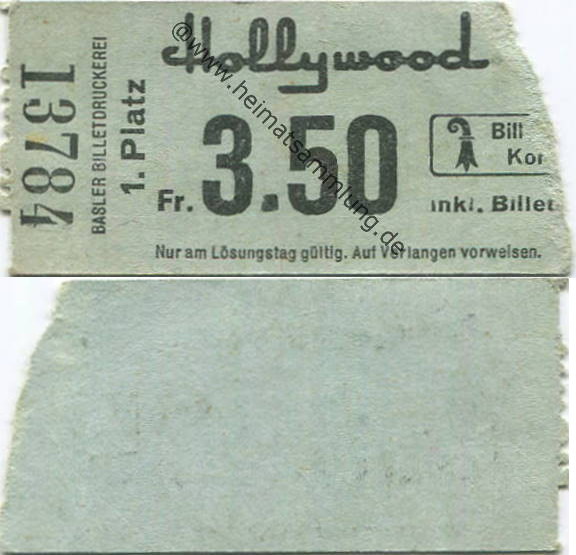 13784
BASLER BILLETDRUCKEREI
1. Platz
Hollywood
Fr. 3.50
Bill
Kor
inkl. Billet
Nur am Lösungstag gültig. Auf Verlangen vorweisen.
@www.heimatsammlung.de